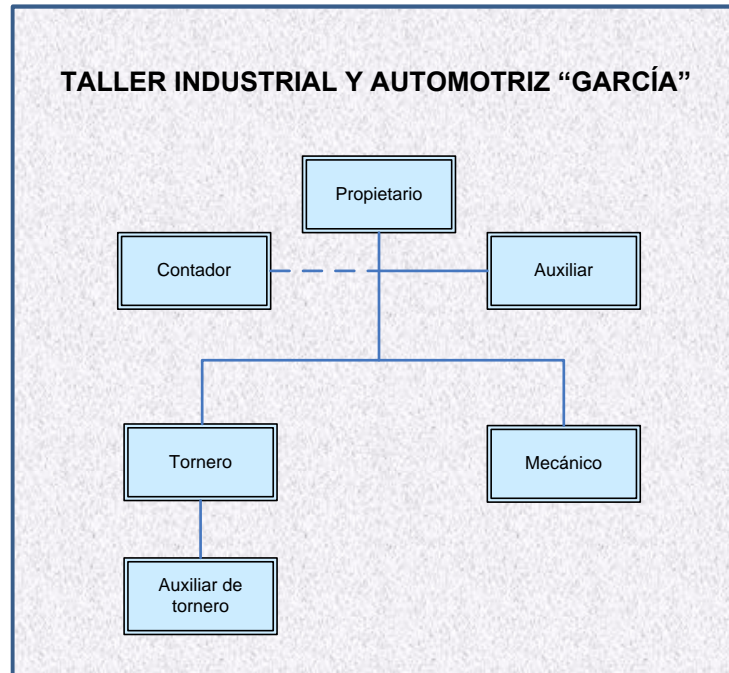 TALLER INDUSTRIAL Y AUTOMOTRIZ “GARCÍA”
Propietario
Contador
Auxiliar
Tornero
Mecánico
Auxiliar de
tornero